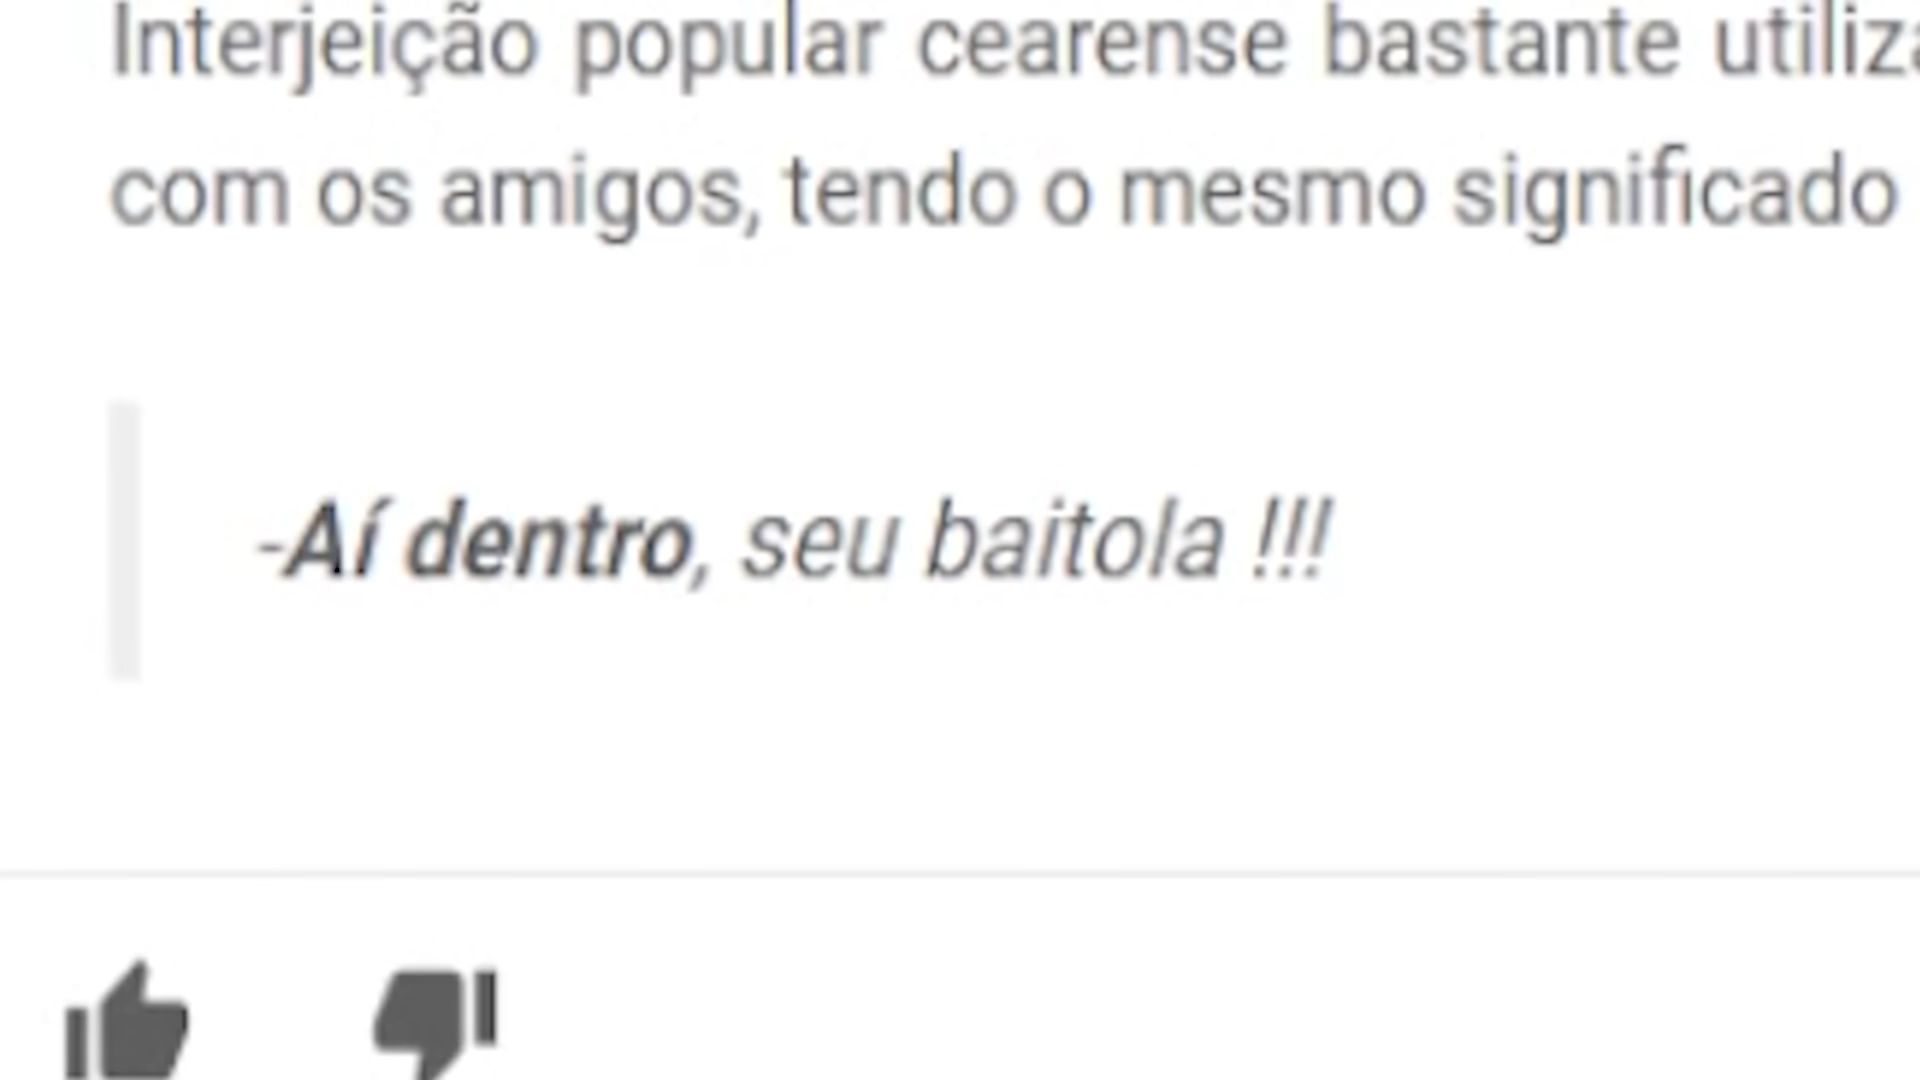 Interjeição popular cearense bastante
com os amigos, tendo o mesmo significado
-Aí dentro, seu baitola !!!